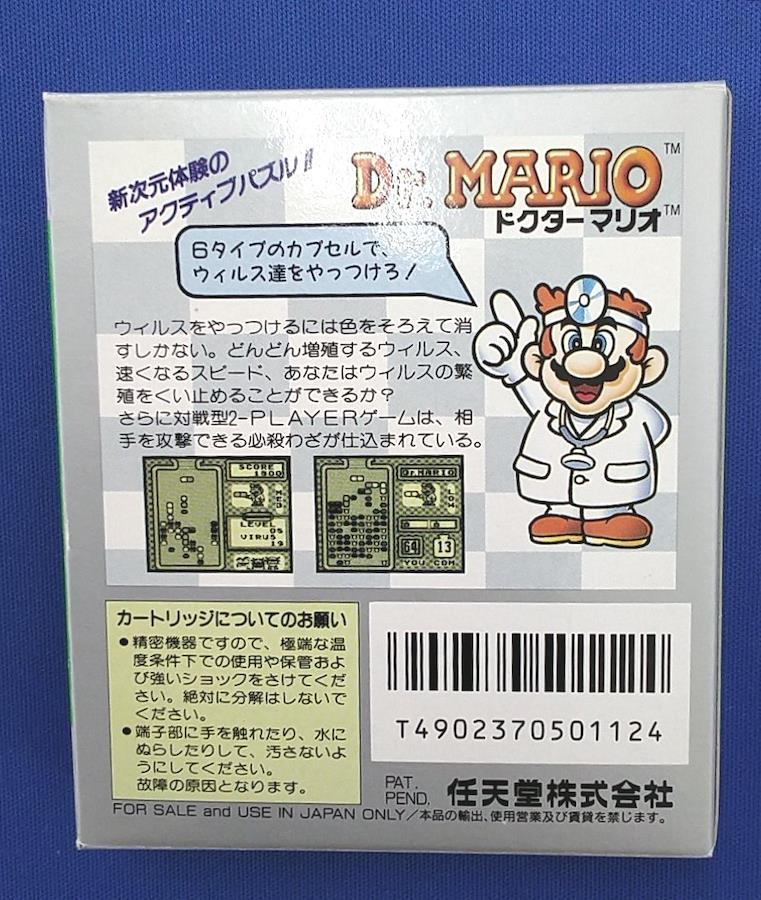 新次元体験の
アクティブパズル!!
Dr. MARIO™
ドクターマリオ™
6タイプのカプセルで、
ウィルス達をやっつけろ!
ウィルスをやっつけるには色をそろえて消
すしかない。どんどん増殖するウィルス、
速くなるスピード、あなたはウィルスの繁
殖をくい止めることができるか?
さらに対戦型2-PLAYERゲームは、相
手を攻撃できる必殺わざが仕込まれている。
SCORE
1800
MED
LEVEL
05
VIRUS
19
Dr.MARIO
LOW
64 13
YOU COM
カートリッジについてのお願い
●精密機器ですので、極端な温
度条件下での使用や保管およ
び強いショックをさけてくだ
さい。絶対に分解はしないで
ください。
●端子部に手を触れたり、水に
ぬらしたりして、汚さないよ
うにしてください。
故障の原因となります。
T4902370501124
PAT.
PEND. 任天堂株式会社
FOR SALE and USE IN JAPAN ONLY/本品の輸出、使用営業及び賃貸を禁じます。